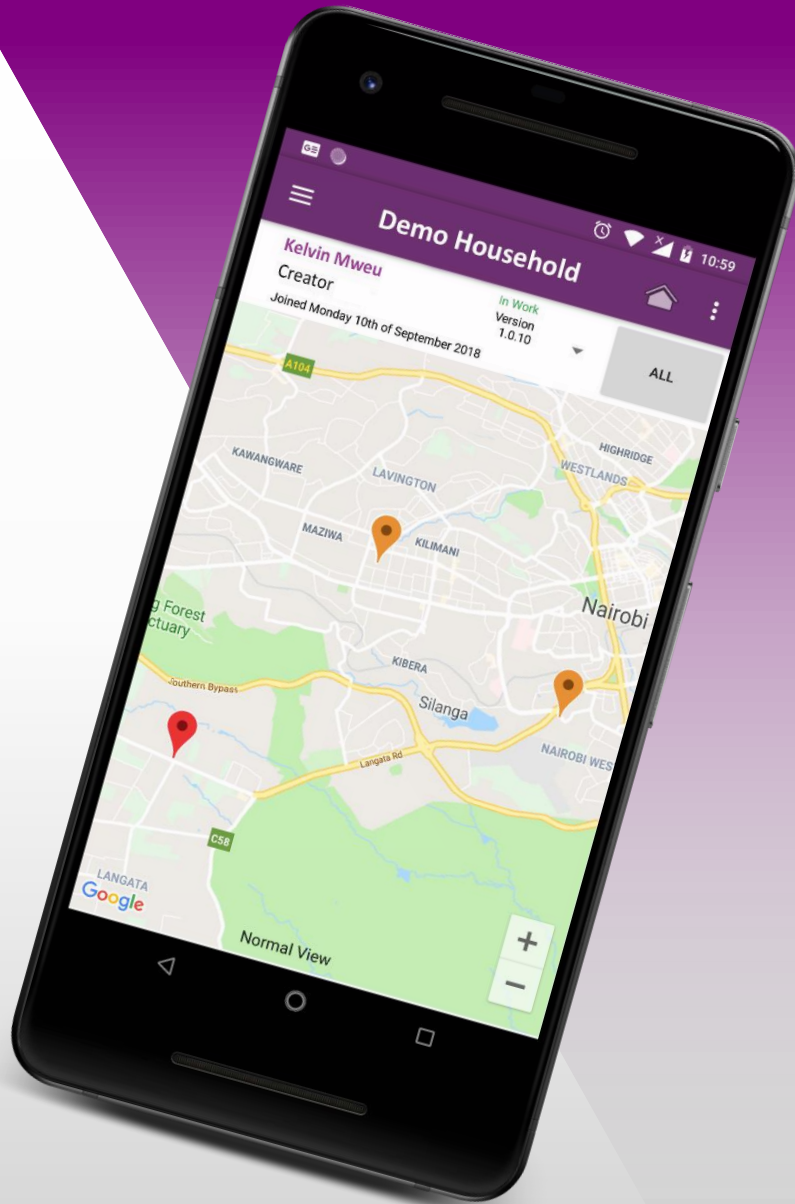 10:59
Demo Household
Kelvin Mweu
Creator
Joined Monday 10th of September 2018
In Work
Version
1.0.10
ALL
A104
HIGHRIDGE
WESTLANDS
KAWANGWARE
LAVINGTON
MAZIWA
KILIMANI
Nairobi
g Forest
ctuary
KIBERA
Southern Bypass
Silanga
NAIROBI WES
Langata Rd
C58
LANGATA
Google
Normal View
+
−